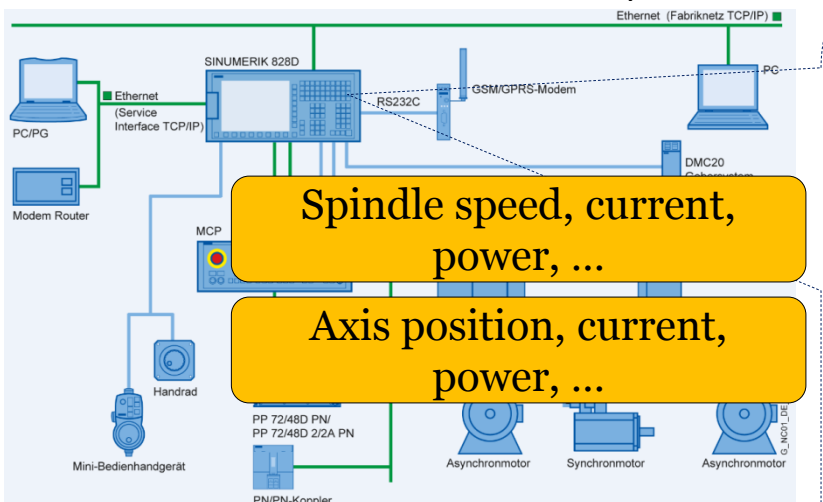 Ethernet (Fabriknetz TCP/IP)
SINUMERIK 828D
PC
GSM/GPRS-Modem
RS232C
Ethernet
(Service
Interface TCP/IP)
PC/PG
DMC20
Modem Router
MCP
Spindle speed, current,
power, ...
Axis position, current,
power, ...
Handrad
PP 72/48D PN/
PP 72/48D 2/2A PN
Mini-Bedienhandgerät
Asynchronmotor
Synchronmotor
Asynchronmotor
G_NC01_DE_
PN/PN-Koppler